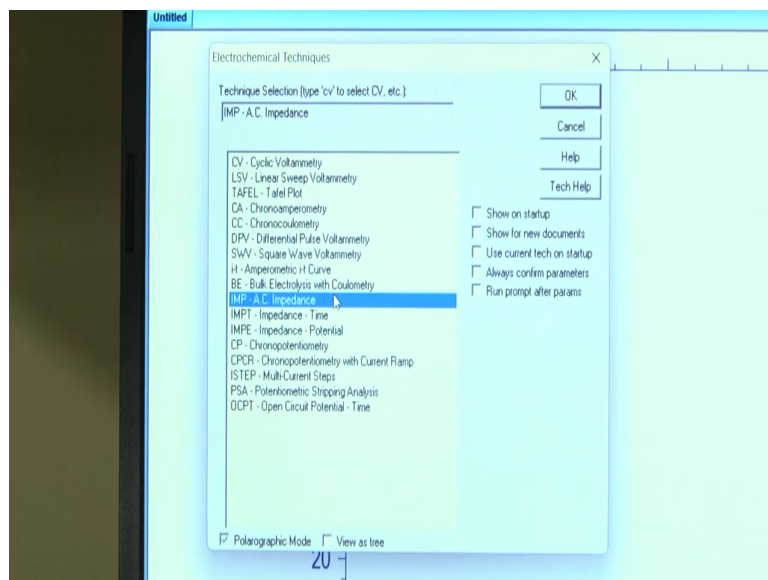 Untitled
Electrochemical Techniques
X
Technique Selection (type 'cv' to select CV, etc.):
IMP - A.C. Impedance
OK
Cancel
Help
Tech Help
CV - Cyclic Voltammetry
LSV - Linear Sweep Voltammetry
TAFEL - Tafel Plot
CA - Chronoamperometry
CC - Chronocoulometry
DPV - Differential Pulse Voltammetry
SWV - Square Wave Voltammetry
i-t - Amperometric i-t Curve
BE - Bulk Electrolysis with Coulometry
IMP - A.C. Impedance
IMPT - Impedance - Time
IMPE - Impedance - Potential
CP - Chronopotentiometry
CPCR - Chronopotentiometry with Current Ramp
ISTEP - Multi-Current Steps
PSA - Potentiometric Stripping Analysis
OCPT - Open Circuit Potential - Time
Show on startup
Show for new documents
Use current tech on startup
Always confirm parameters
Run prompt after params
Polarographic Mode
View as tree
20